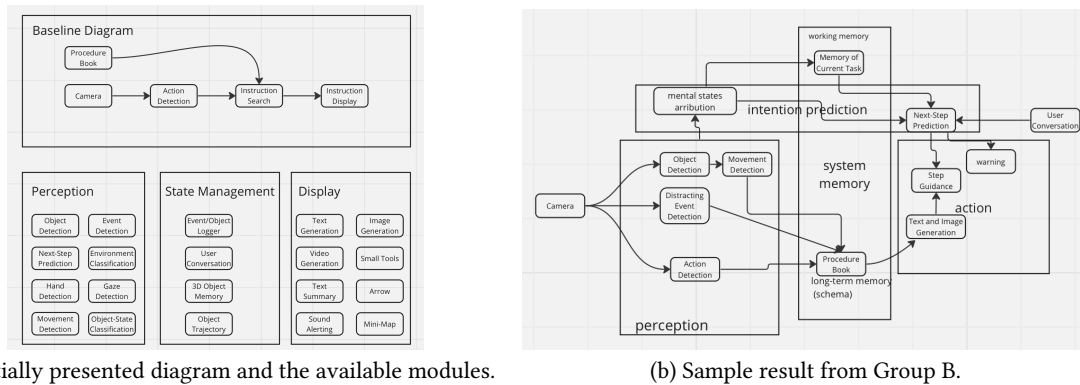 Baseline Diagram
Procedure
Book
Camera
Action
Detection
Instruction
Search
Instruction
Display
Perception
Object
Detection
Event
Detection
Next-Step
Prediction
Environment
Classification
Hand
Detection
Gaze
Detection
Movement
Detection
Object-State
Classification
State Management
Event/Object
Logger
User
Conversation
3D Object
Memory
Object
Trajectory
Display
Text
Generation
Image
Generation
Video
Generation
Small Tools
Text
Summary
Arrow
Sound
Alerting
Mini-Map
tially presented diagram and the available modules.
working memory
Memory of
Current Task
mental states
arribution
intention prediction
Next-Step
Prediction
User
Conversation
Object
Detection
Movement
Detection
system
memory
warning
Step
Guidance
Camera
Distracting
Event
Detection
action
Text and Image
Generation
Action
Detection
Procedure
Book
long-term memory
(schema)
perception
(b) Sample result from Group B.